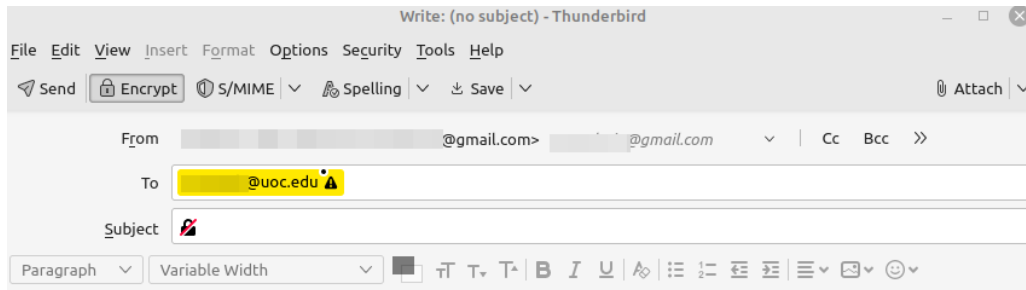 Write: (no subject) - Thunderbird
File Edit View Insert Format Options Security Tools Help
Send Encrypt S/MIME Spelling Save Attach
From @gmail.com> @gmail.com Cc Bcc
To @uoc.edu
Subject
Paragraph Variable Width